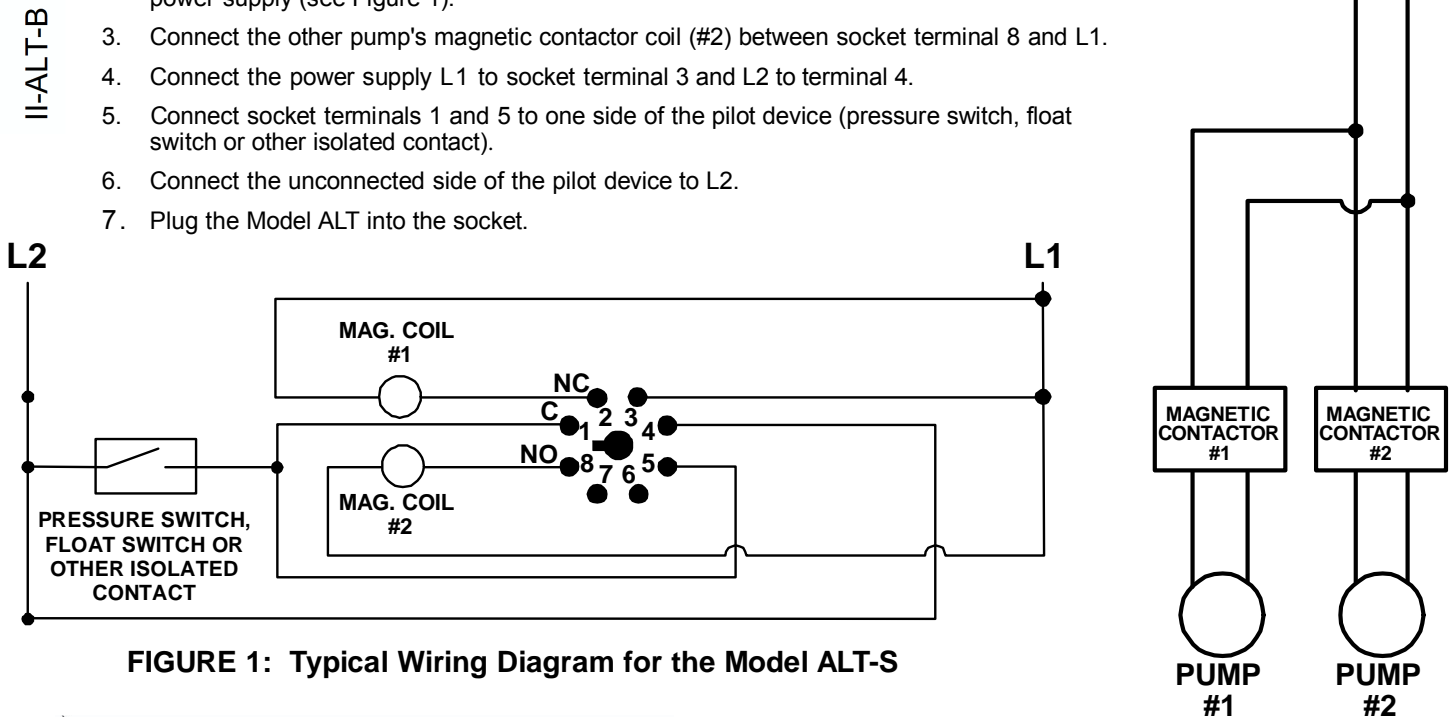 power supply (see Figure 1).
II-ALT-B
3. Connect the other pump's magnetic contactor coil (#2) between socket terminal 8 and L1.
4. Connect the power supply L1 to socket terminal 3 and L2 to terminal 4.
5. Connect socket terminals 1 and 5 to one side of the pilot device (pressure switch, float
switch or other isolated contact).
6. Connect the unconnected side of the pilot device to L2.
7. Plug the Model ALT into the socket.
L2
L1
MAG. COIL
#1
NC
C
NO
1
2
3
4
5
6
7
8
MAG. COIL
#2
PRESSURE SWITCH,
FLOAT SWITCH OR
OTHER ISOLATED
CONTACT
FIGURE 1: Typical Wiring Diagram for the Model ALT-S
MAGNETIC
CONTACTOR
#1
MAGNETIC
CONTACTOR
#2
PUMP
#1
PUMP
#2